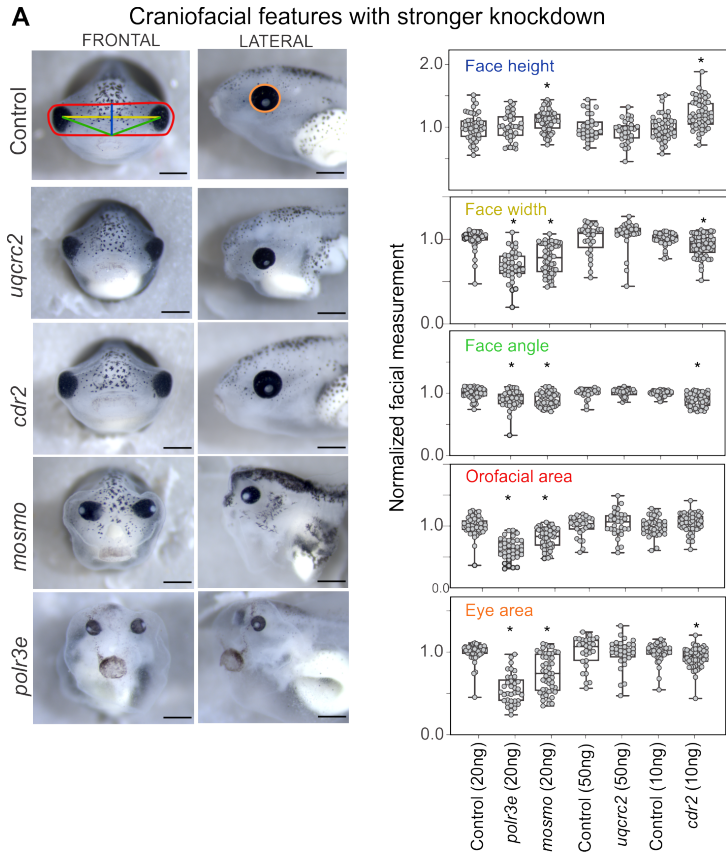 A Craniofacial features with stronger knockdown
FRONTAL LATERAL
Control
uqcrc2
cdr2
mosmo
polr3e
Normalized facial measurement
Face height
2.0
1.0
*
*
Face width
1.0
0.0
*
*
*
Face angle
1.0
0.0
*
*
*
Orofacial area
1.0
0.0
*
*
Eye area
1.0
0.0
*
*
*
Control (20ng)
polr3e (20ng)
mosmo (20ng)
Control (50ng)
uqcrc2 (50ng)
Control (10ng)
cdr2 (10ng)